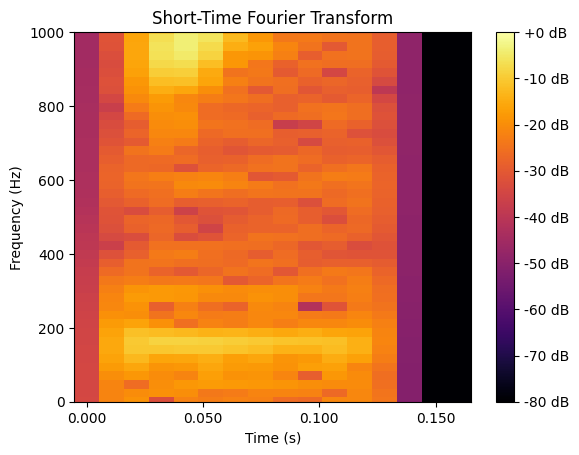 Short-Time Fourier Transform
1000
800
600
400
200
0
Frequency (Hz)
0.000
0.050
0.100
0.150
Time (s)
+0 dB
-10 dB
-20 dB
-30 dB
-40 dB
-50 dB
-60 dB
-70 dB
-80 dB